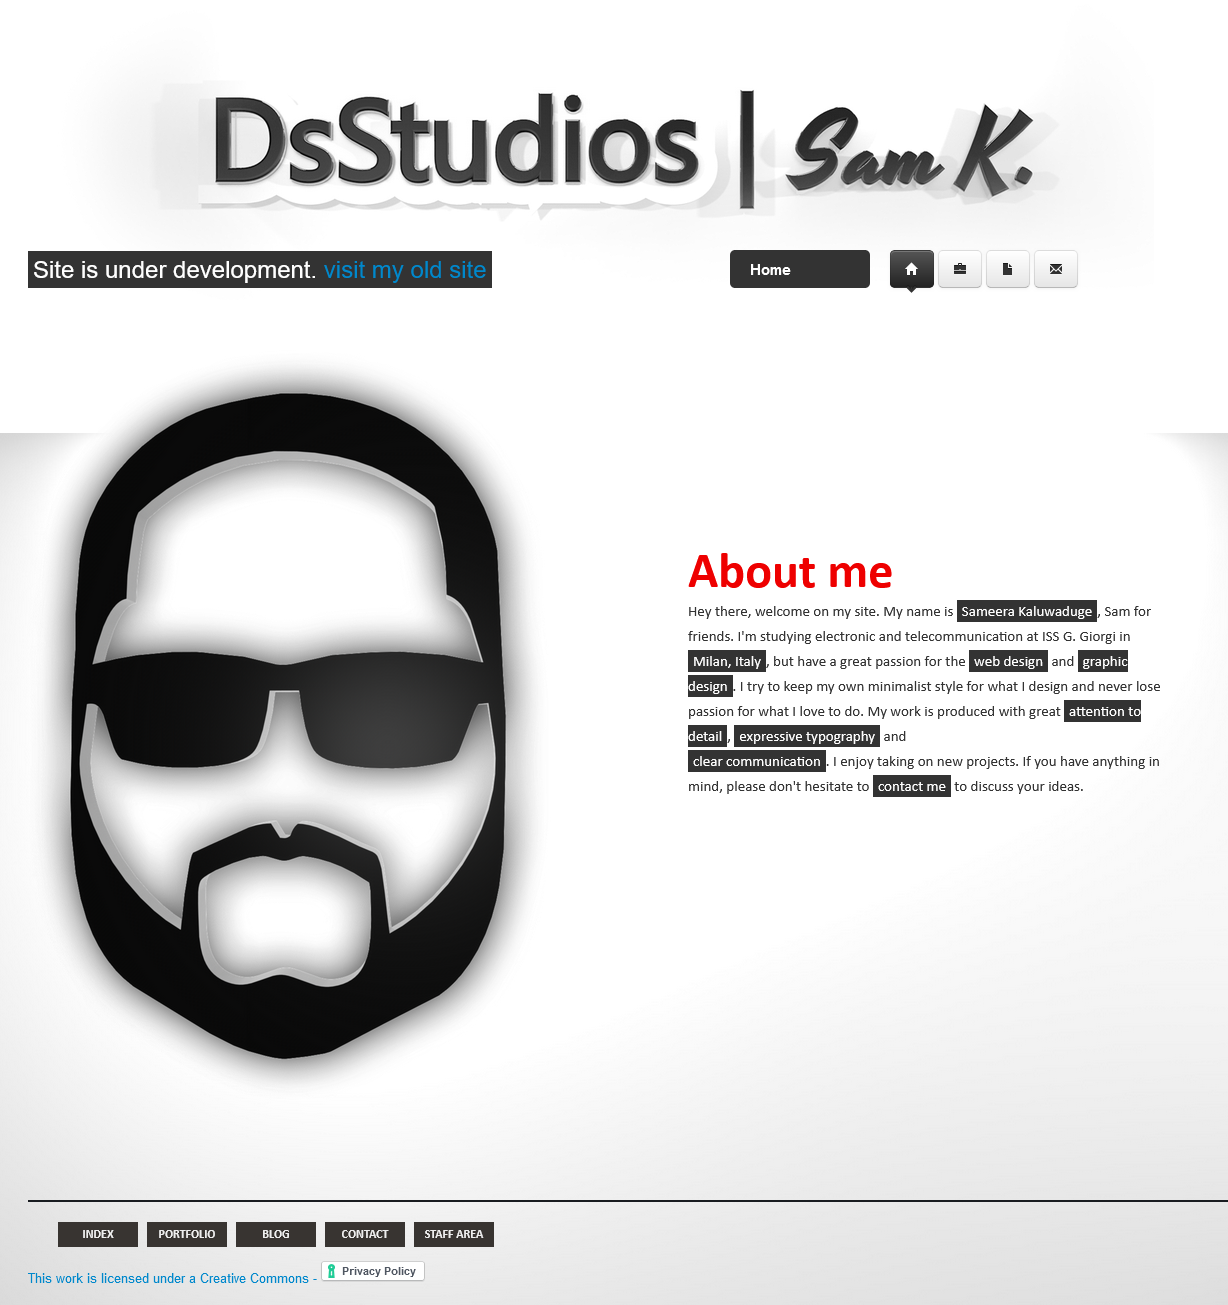 DsStudios | Sam K.
Site is under development. visit my old site
Home
About me
Hey there, welcome on my site. My name is Sameera Kaluwaduge , Sam for
friends. I'm studying electronic and telecommunication at ISS G. Giorgi in
Milan, Italy , but have a great passion for the web design and graphic
design . I try to keep my own minimalist style for what I design and never lose
passion for what I love to do. My work is produced with great attention to
detail , expressive typography and
clear communication . I enjoy taking on new projects. If you have anything in
mind, please don't hesitate to contact me to discuss your ideas.
INDEX PORTFOLIO BLOG CONTACT STAFF AREA
This work is licensed under a Creative Commons - Privacy Policy